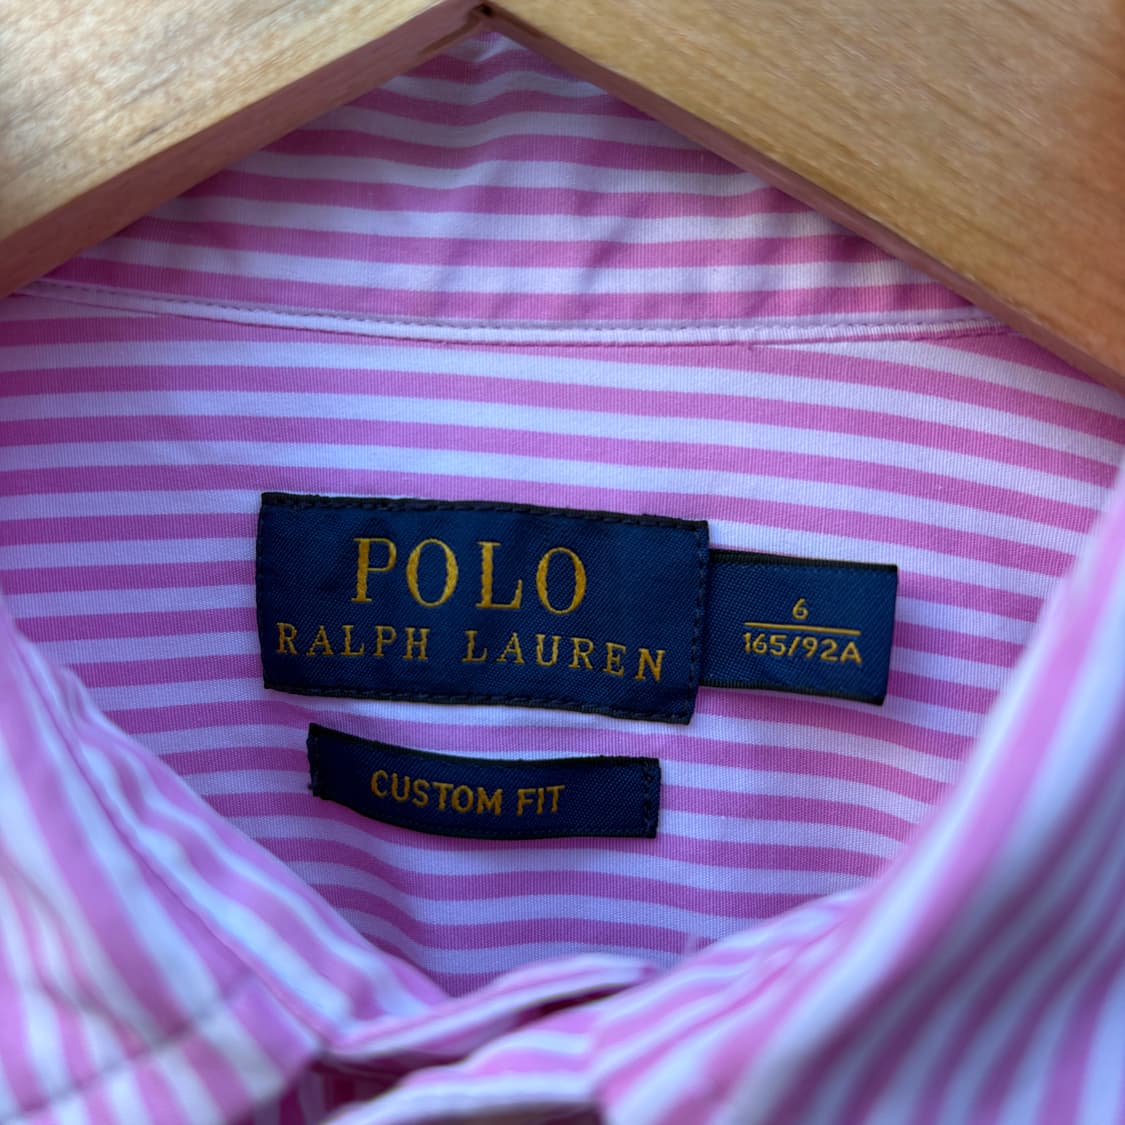 POLO
RALPH LAUREN
6
165/92A
CUSTOM FIT